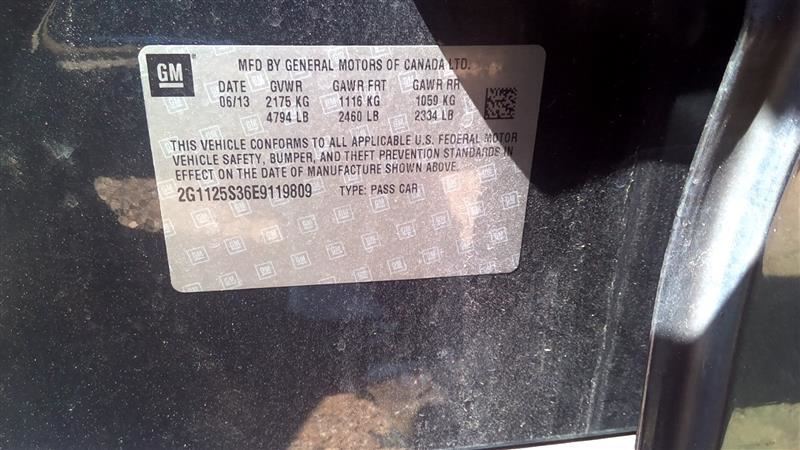 GM
MFD BY GENERAL MOTORS OF CANADA LTD.
DATE GVWR GAWR FRT GAWR RR
06/13 2175 KG 1116 KG 1059 KG
4794 LB 2460 LB 2334 LB
THIS VEHICLE CONFORMS TO ALL APPLICABLE U.S. FEDERAL MOTOR
VEHICLE SAFETY, BUMPER, AND THEFT PREVENTION STANDARDS IN
EFFECT ON THE DATE OF MANUFACTURE SHOWN ABOVE.
2G1125S36E9119809 TYPE: PASS CAR